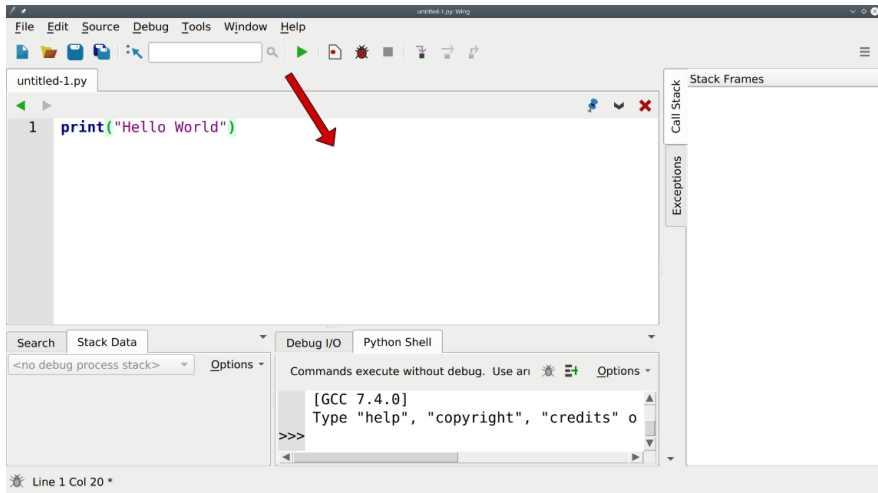 untitled-1.py: Wing
File Edit Source Debug Tools Window Help
untitled-1.py
1 print("Hello World")
Call Stack
Exceptions
Stack Frames
Search Stack Data
<no debug process stack> Options
Debug I/O Python Shell
Commands execute without debug. Use arı Options
[GCC 7.4.0]
Type "help", "copyright", "credits" o
>>>
Line 1 Col 20 *